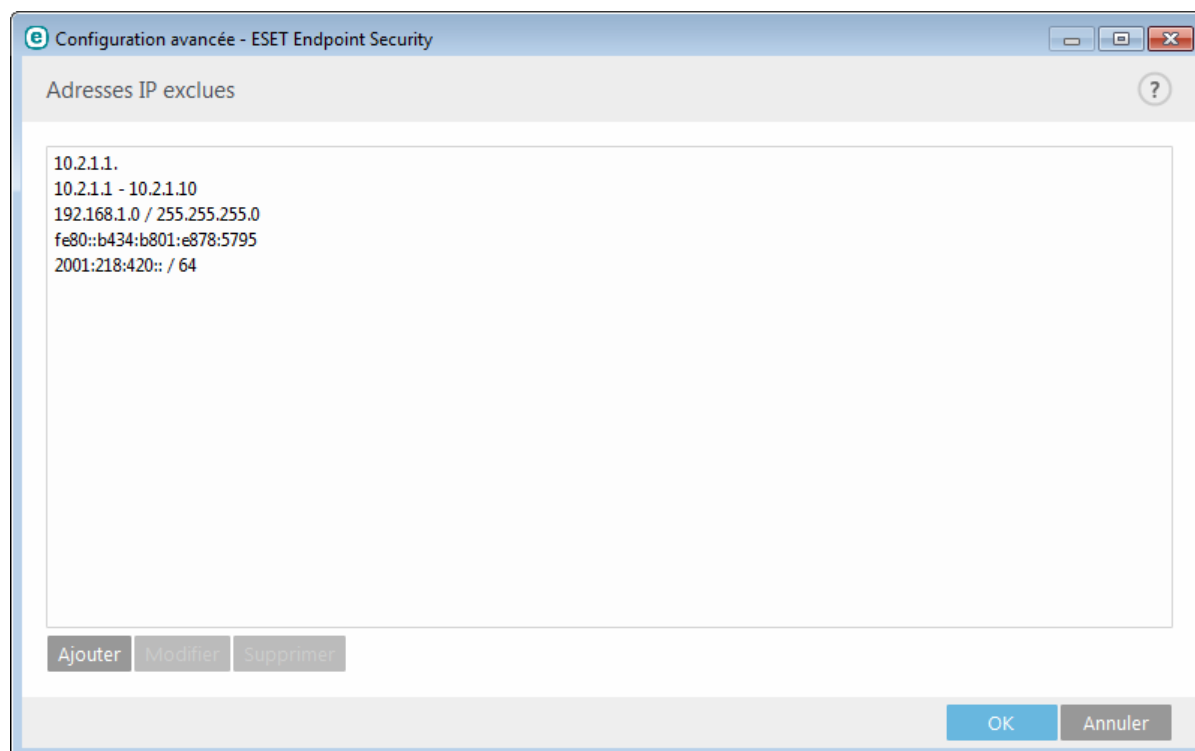 Configuration avancée - ESET Endpoint Security
Adresses IP exclues
?
10.2.1.1.
10.2.1.1 - 10.2.1.10
192.168.1.0 / 255.255.255.0
fe80::b434:b801:e878:5795
2001:218:420:: / 64
Ajouter Modifier Supprimer
OK Annuler